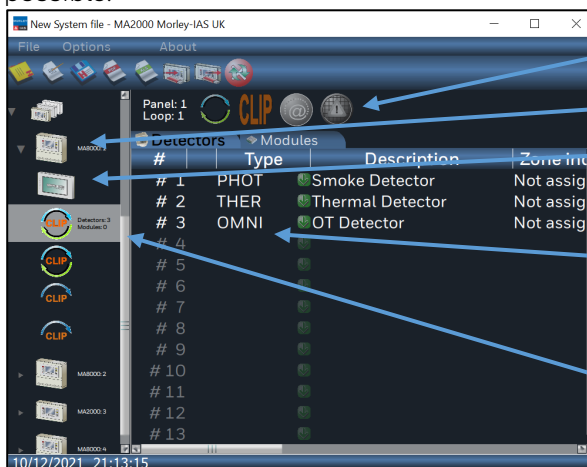 possible.
New System file - MA2000 Morley-IAS UK
File Options About
Panel: 1
Loop: 1
CLIP @
Detectors Modules
# Type Description Zone inc
# 1 PHOT Smoke Detector Not assig
# 2 THER Thermal Detector Not assig
# 3 OMNI OT Detector Not assig
# 4
# 5
# 6
# 7
# 8
# 9
# 10
# 11
# 12
# 13
Detectors: 3
Modules: 0
CLIP
CLIP
CLIP
CLIP
MA8000:2
MA2000:3
MA8000:4
10/12/2021 21:13:15